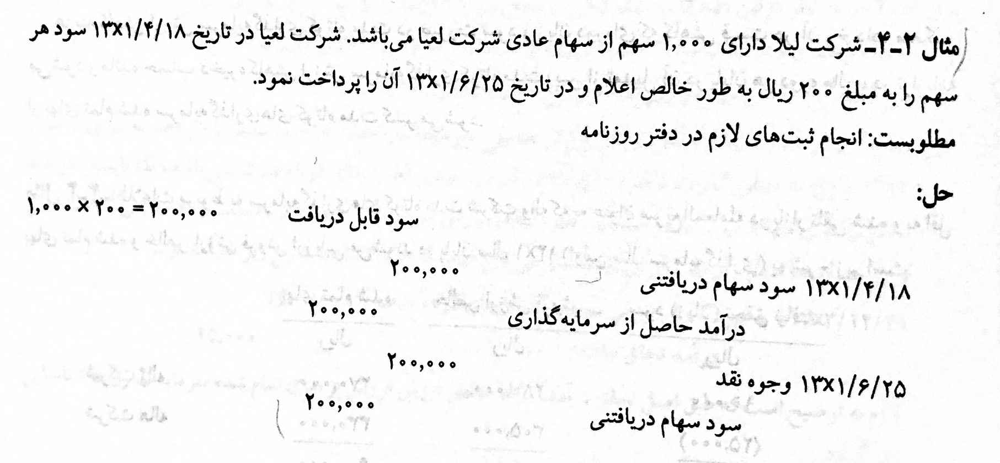 مثال ۲ـ۴ـ شرکت لیلا دارای ۱,۰۰۰ سهم از سهام عادی شرکت لعیا می‌باشد. شرکت لعیا در تاریخ ۱۳x۱/۴/۱۸ سود هر
سهم را به مبلغ ۲۰۰ ریال به طور خالص اعلام و در تاریخ ۱۳x۱/۶/۲۵ آن را پرداخت نمود.
مطلوبست: انجام ثبت‌های لازم در دفتر روزنامه
حل:
سود قابل دریافت ۱,۰۰۰ × ۲۰۰ = ۲۰۰,۰۰۰
۱۳x۱/۴/۱۸ سود سهام دریافتنی ۲۰۰,۰۰۰
درآمد حاصل از سرمایه‌گذاری ۲۰۰,۰۰۰
۱۳x۱/۶/۲۵ وجوه نقد ۲۰۰,۰۰۰
سود سهام دریافتنی ۲۰۰,۰۰۰